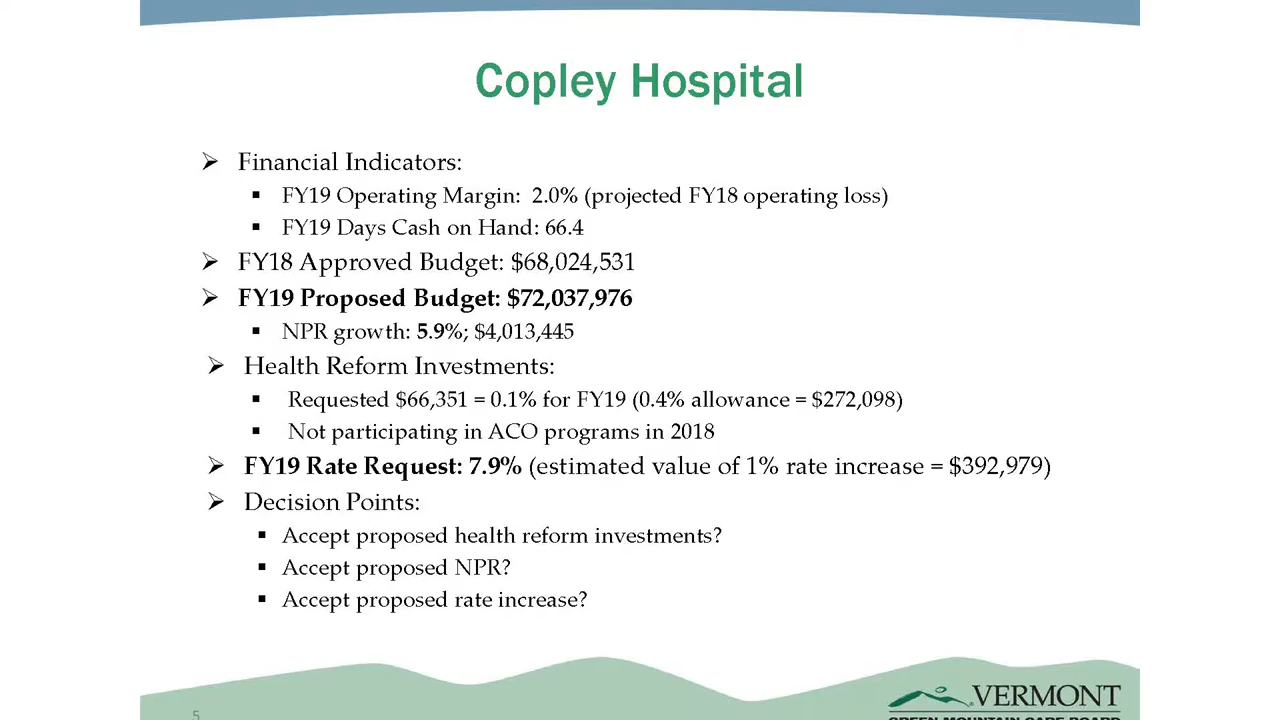 Copley Hospital
➢ Financial Indicators:
▪ FY19 Operating Margin: 2.0% (projected FY18 operating loss)
▪ FY19 Days Cash on Hand: 66.4
➢ FY18 Approved Budget: $68,024,531
➢ FY19 Proposed Budget: $72,037,976
▪ NPR growth: 5.9%; $4,013,445
➢ Health Reform Investments:
▪ Requested $66,351 = 0.1% for FY19 (0.4% allowance = $272,098)
▪ Not participating in ACO programs in 2018
➢ FY19 Rate Request: 7.9% (estimated value of 1% rate increase = $392,979)
➢ Decision Points:
▪ Accept proposed health reform investments?
▪ Accept proposed NPR?
▪ Accept proposed rate increase?
5
VERMONT
GREEN MOUNTAIN CARE BOARD